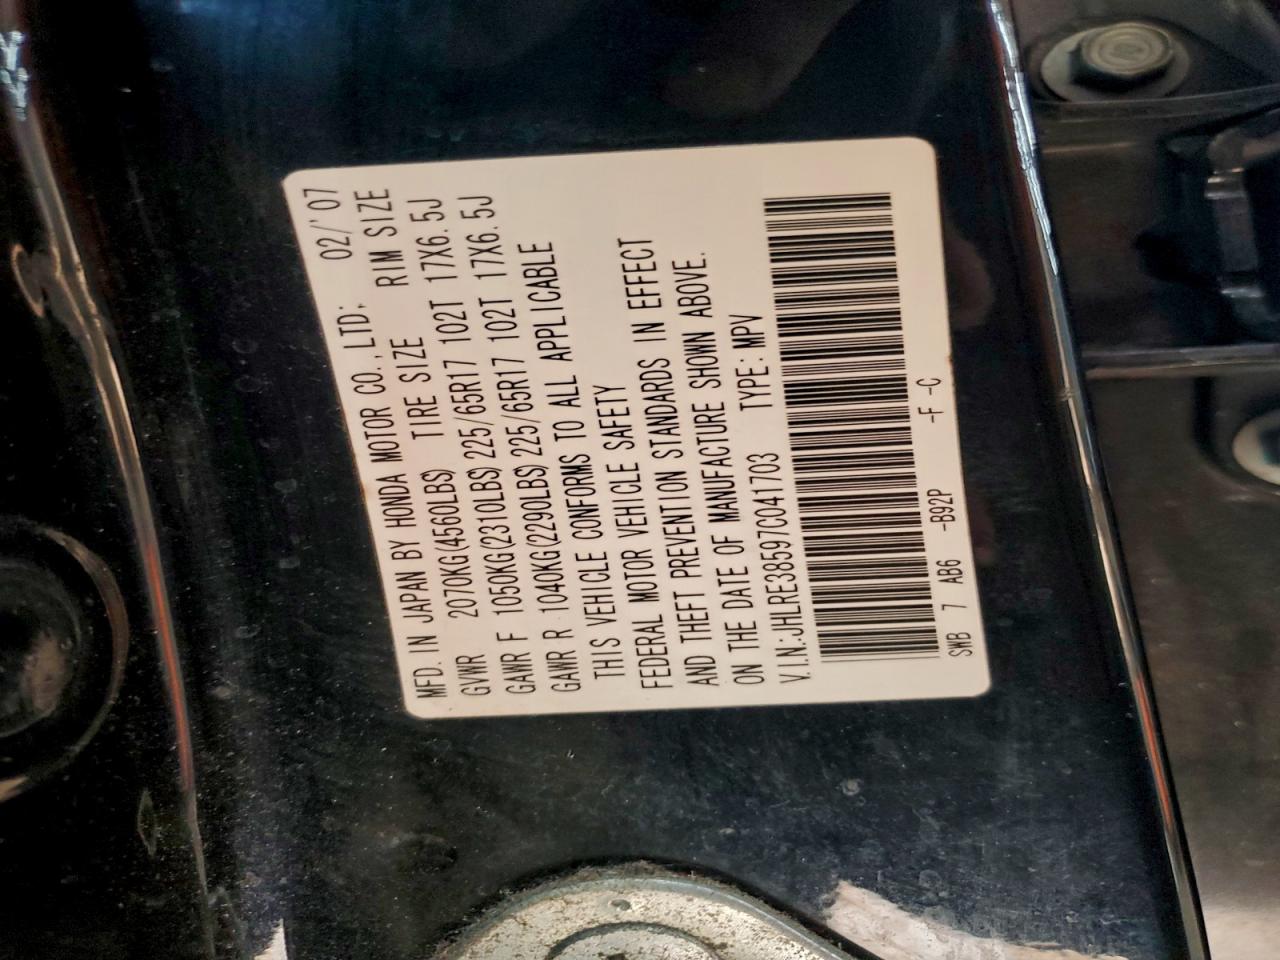 MFD. IN JAPAN BY HONDA MOTOR CO., LTD; 02/'07
GVWR 2070KG(4560LBS) TIRE SIZE RIM SIZE
GAWR F 1050KG(2310LBS) 225/65R17 102T 17X6.5J
GAWR R 1040KG(2290LBS) 225/65R17 102T 17X6.5J
THIS VEHICLE CONFORMS TO ALL APPLICABLE
FEDERAL MOTOR VEHICLE SAFETY
AND THEFT PREVENTION STANDARDS IN EFFECT
ON THE DATE OF MANUFACTURE SHOWN ABOVE.
V.I.N.:JHLRE38597C041703 TYPE: MPV
SWB 7 AB6 -B92P -F -C